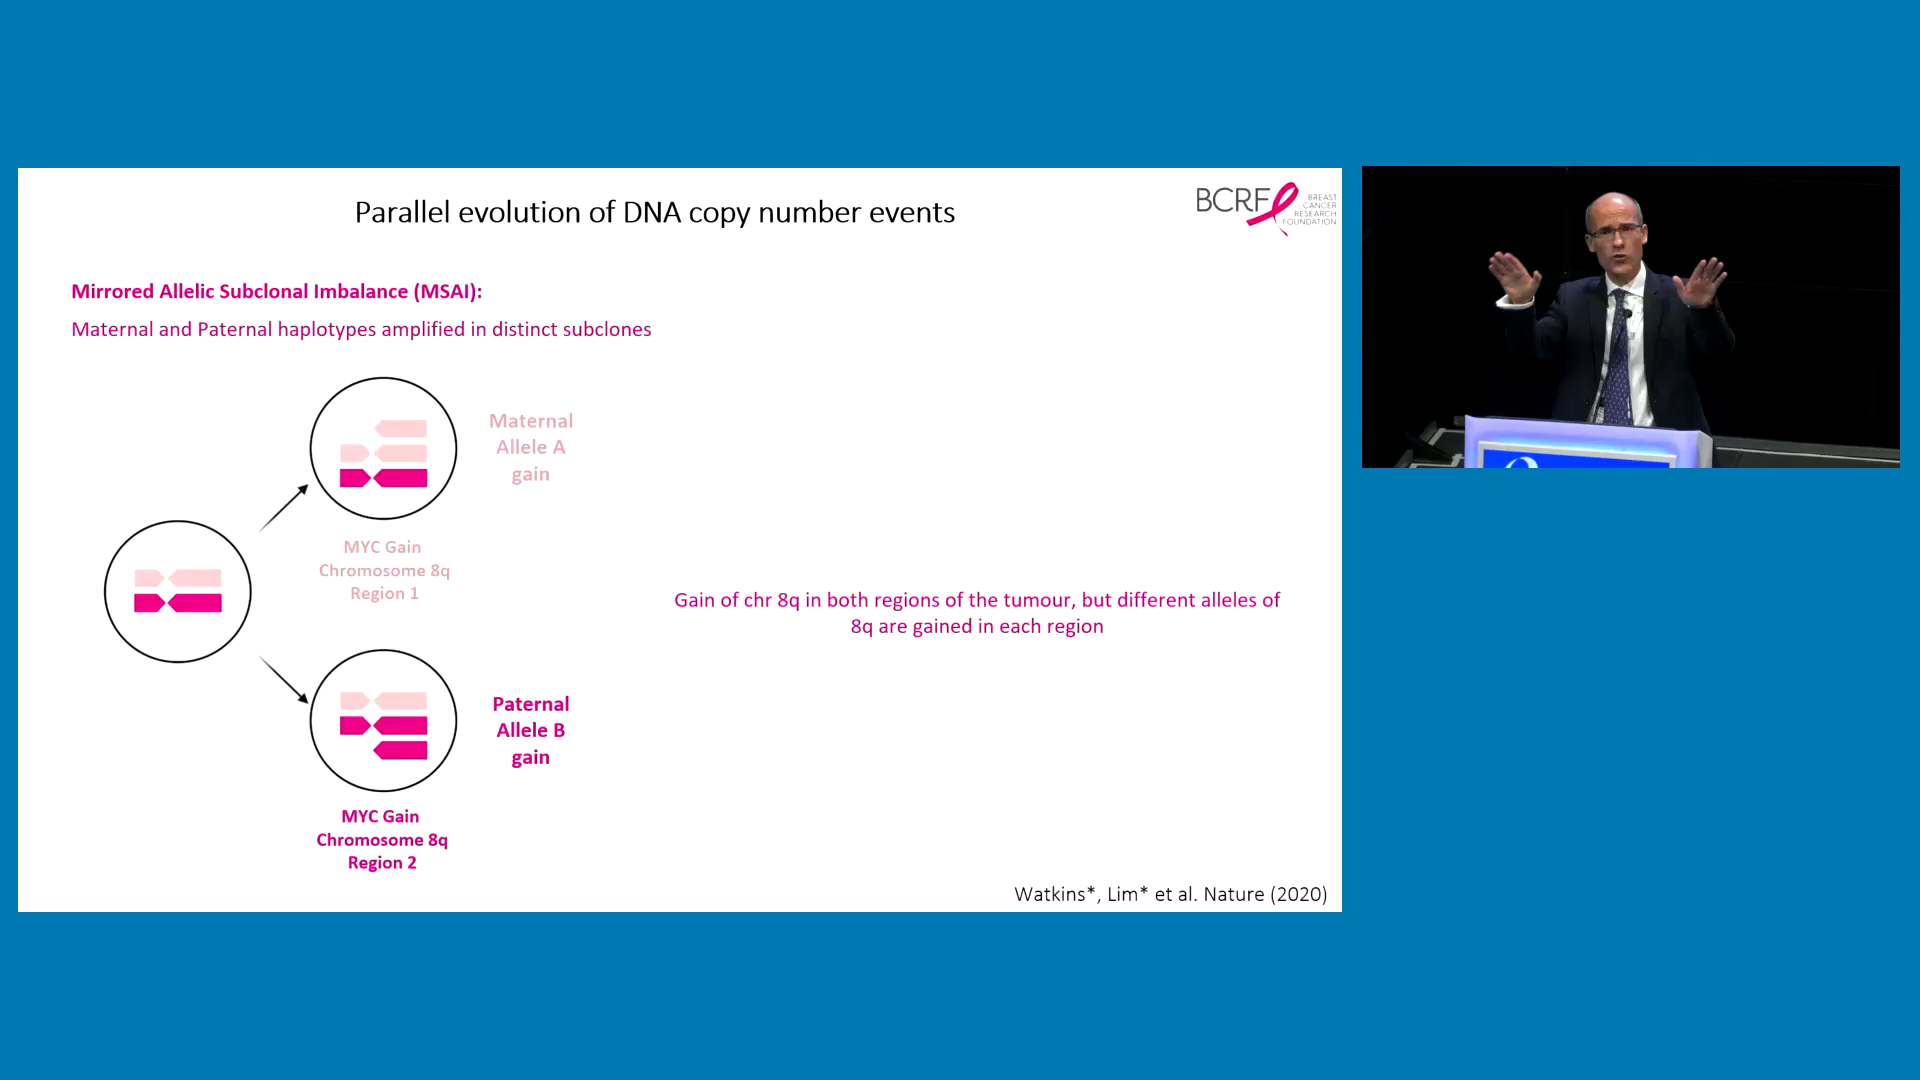 Parallel evolution of DNA copy number events
BCRF
BREAST
CANCER
RESEARCH
FOUNDATION
Mirrored Allelic Subclonal Imbalance (MSAI):
Maternal and Paternal haplotypes amplified in distinct subclones
Maternal
Allele A
gain
MYC Gain
Chromosome 8q
Region 1
Gain of chr 8q in both regions of the tumour, but different alleles of
8q are gained in each region
Paternal
Allele B
gain
MYC Gain
Chromosome 8q
Region 2
Watkins*, Lim* et al. Nature (2020)